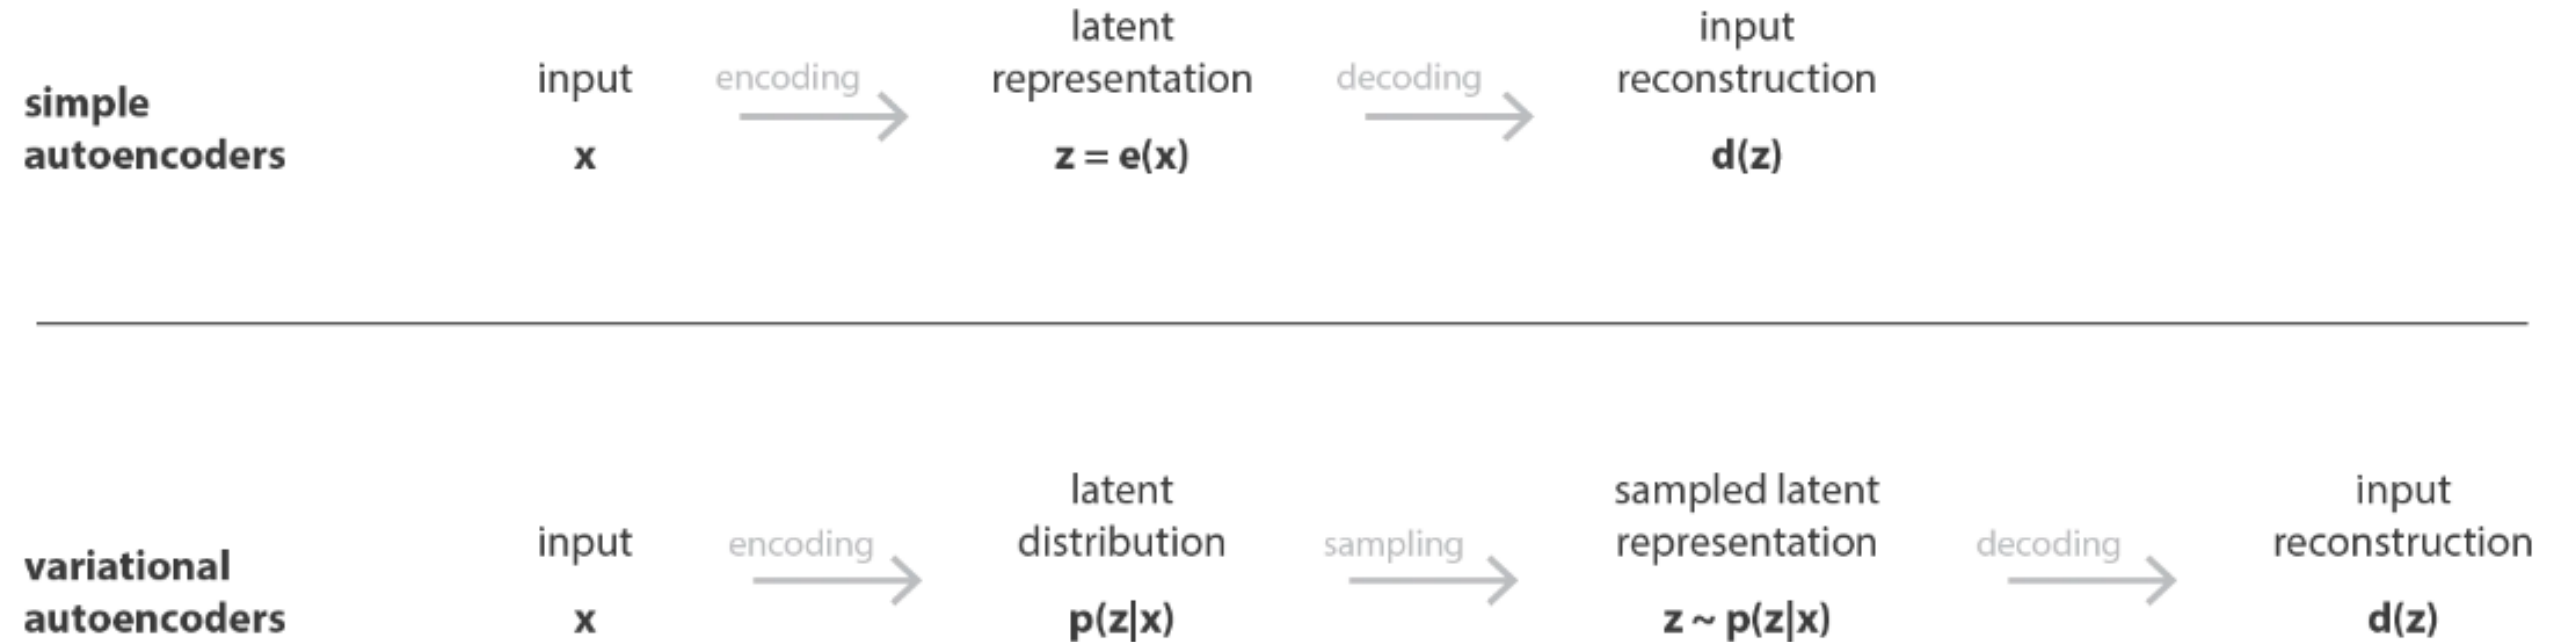 simple
autoencoders
input
x
encoding
latent
representation
z = e(x)
decoding
input
reconstruction
d(z)
variational
autoencoders
input
x
encoding
latent
distribution
p(z|x)
sampling
sampled latent
representation
z ~ p(z|x)
decoding
input
reconstruction
d(z)